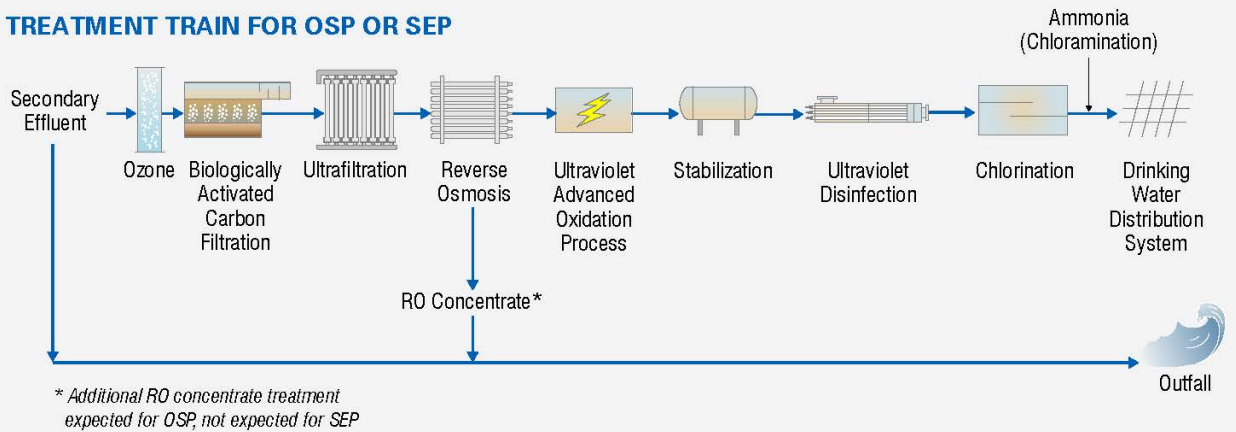 TREATMENT TRAIN FOR OSP OR SEP
Ammonia
(Chloramination)
Secondary
Effluent
Ozone
Biologically
Activated
Carbon
Filtration
Ultrafiltration
Reverse
Osmosis
Ultraviolet
Advanced
Oxidation
Process
Stabilization
Ultraviolet
Disinfection
Chlorination
Drinking
Water
Distribution
System
RO Concentrate*
Outfall
* Additional RO concentrate treatment
expected for OSP, not expected for SEP